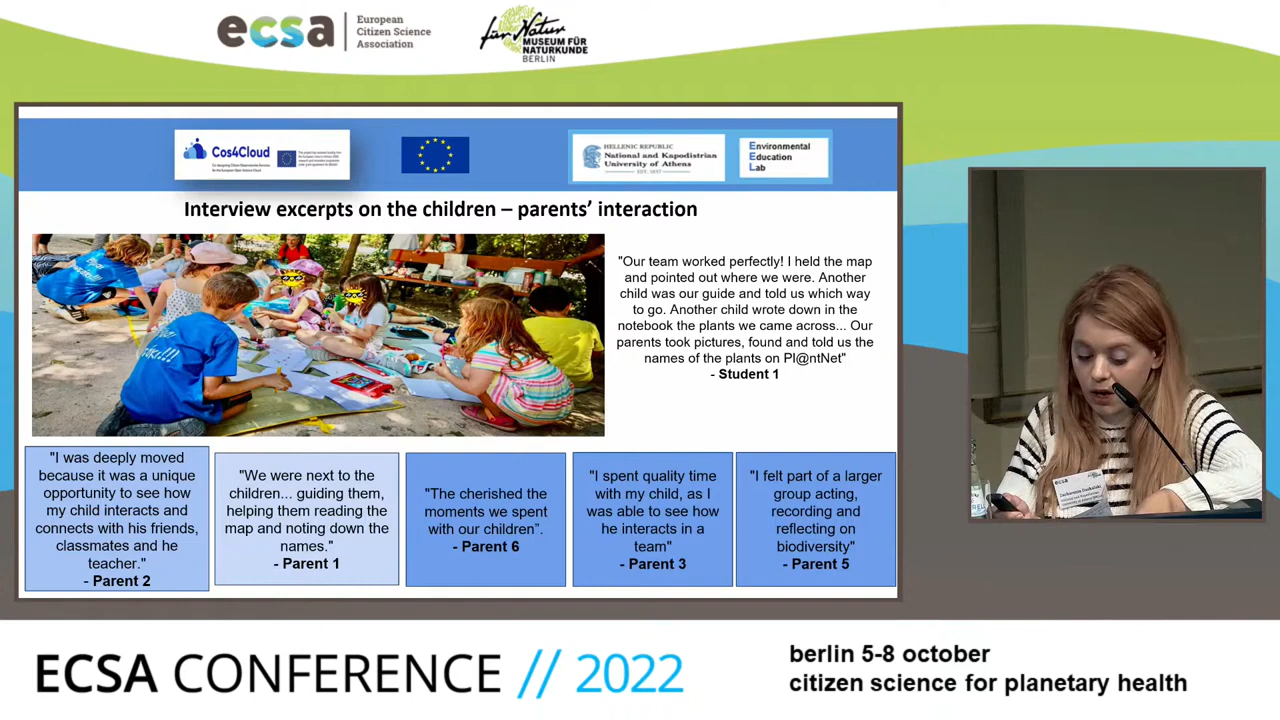 ecsa
European
Citizen Science
Association
für Natur
MUSEUM FÜR
NATURKUNDE
BERLIN
Cos4Cloud
HELLENIC REPUBLIC
National and Kapodistrian
University of Athens
EST. 1837
Environmental
Education
Lab
Interview excerpts on the children – parents' interaction
"Our team worked perfectly! I held the map
and pointed out where we were. Another
child was our guide and told us which way
to go. Another child wrote down in the
notebook the plants we came across... Our
parents took pictures, found and told us the
names of the plants on Pl@ntNet"
- Student 1
"I was deeply moved
because it was a unique
opportunity to see how
my child interacts and
connects with his friends,
classmates and he
teacher."
- Parent 2
"We were next to the
children... guiding them,
helping them reading the
map and noting down the
names."
- Parent 1
"The cherished the
moments we spent
with our children”.
- Parent 6
"I spent quality time
with my child, as I
was able to see how
he interacts in a
team"
- Parent 3
"I felt part of a larger
group acting,
recording and
reflecting on
biodiversity"
- Parent 5
ecsa
ECSA CONFERENCE // 2022
berlin 5-8 october
citizen science for planetary health